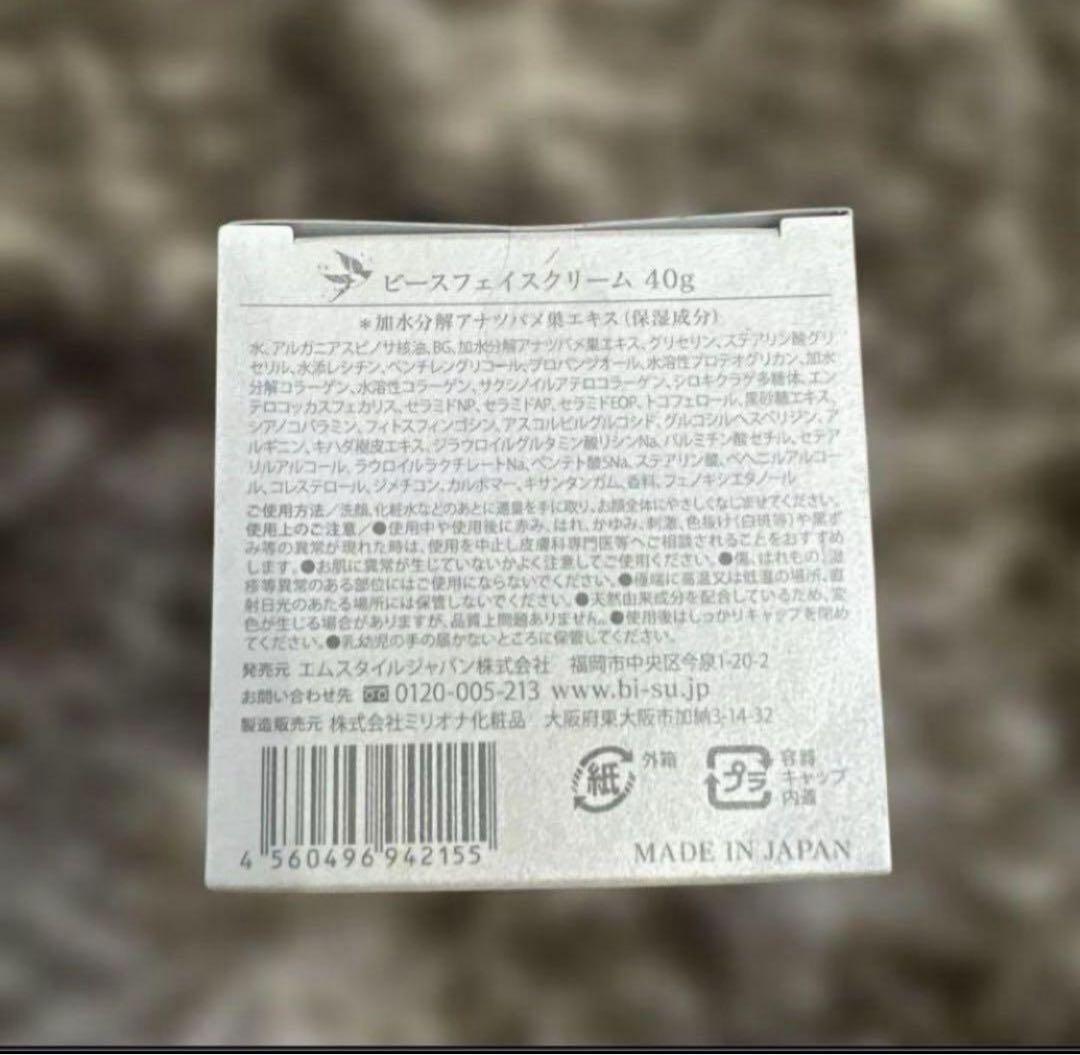 ビースフェイスクリーム 40g
＊加水分解アナツバメ巣エキス(保湿成分)
水、アルガニアスピノサ核油、BG、加水分解アナツバメ巣エキス、グリセリン、ステアリン酸グリ
セリル、水添レシチン、ペンチレングリコール、プロパンジオール、水溶性プロテオグリカン、加水
分解コラーゲン、水溶性コラーゲン、サクシノイルアテロコラーゲン、シロキクラゲ多糖体、エン
テロコッカスフェカリス、セラミドNP、セラミドAP、セラミドEOP、トコフェロール、黒砂糖エキス、
シアノコバラミン、フィトスフィンゴシン、アスコルビルグルコシド、グルコシルヘスペリジン、ア
ルギニン、キハダ樹皮エキス、ジラウロイルグルタミン酸リシンNa、パルミチン酸セチル、セテア
リルアルコール、ラウロイルラクチレートNa、ペンテト酸5Na、ステアリン酸、ベヘニルアルコー
ル、コレステロール、ジメチコン、カルボマー、キサンタンガム、香料、フェノキシエタノール
ご使用方法／洗顔、化粧水などのあとに適量を手に取り、お顔全体にやさしくなじませてください。
使用上のご注意／●使用中や使用後に赤み、はれ、かゆみ、刺激、色抜け(白斑等)や黒ず
み等の異常が現れた時は、使用を中止し皮膚科専門医等へご相談されることをおすすめ
します。●お肌に異常が生じていないかよく注意してご使用ください。●傷、はれもの、湿
疹等異常のある部位にはご使用にならないでください。●極端に高温又は低温の場所、直
射日光のあたる場所には保管しないでください。●天然由来成分を配合しているため、変
色が生じる場合がありますが、品質上問題ありません。●使用後はしっかりキャップを閉め
てください。●乳幼児の手の届かないところに保管してください。
発売元 エムスタイルジャパン株式会社 福岡市中央区今泉1-20-2
お問い合わせ先 0120-005-213 www.bi-su.jp
製造販売元 株式会社ミリオナ化粧品 大阪府東大阪市加納3-14-32
紙 外箱
プラ 容器
キャップ
内蓋
4 560496 942155
MADE IN JAPAN